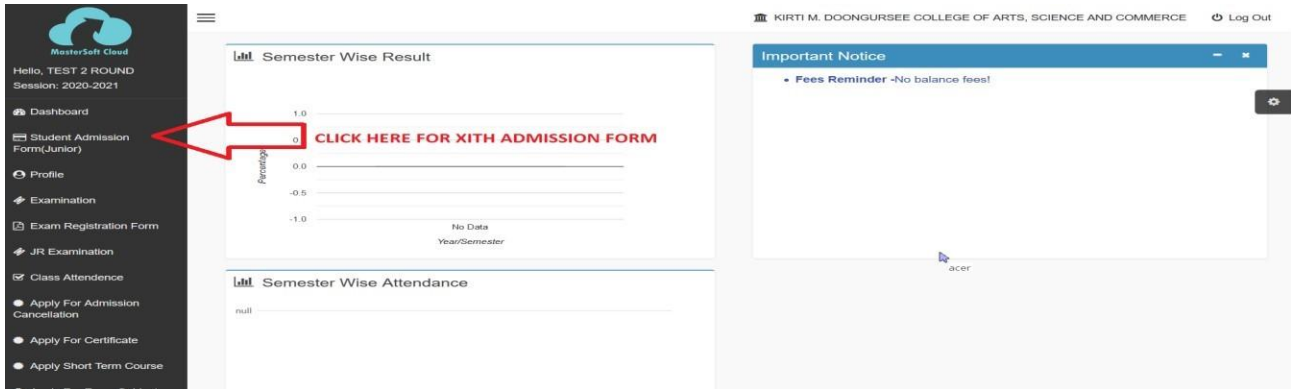 KIRTI M. DOONGURSEE COLLEGE OF ARTS, SCIENCE AND COMMERCE
Log Out
MasterSoft Cloud
Hello, TEST 2 ROUND
Session: 2020-2021
Dashboard
Student Admission
Form(Junior)
Profile
Examination
Exam Registration Form
JR Examination
Class Attendence
Apply For Admission
Cancellation
Apply For Certificate
Apply Short Term Course
Semester Wise Result
1.0
CLICK HERE FOR XITH ADMISSION FORM
0.0
-0.5
-1.0
Percentage
No Data
Year/Semester
Semester Wise Attendance
null
Important Notice
Fees Reminder -No balance fees!
acer